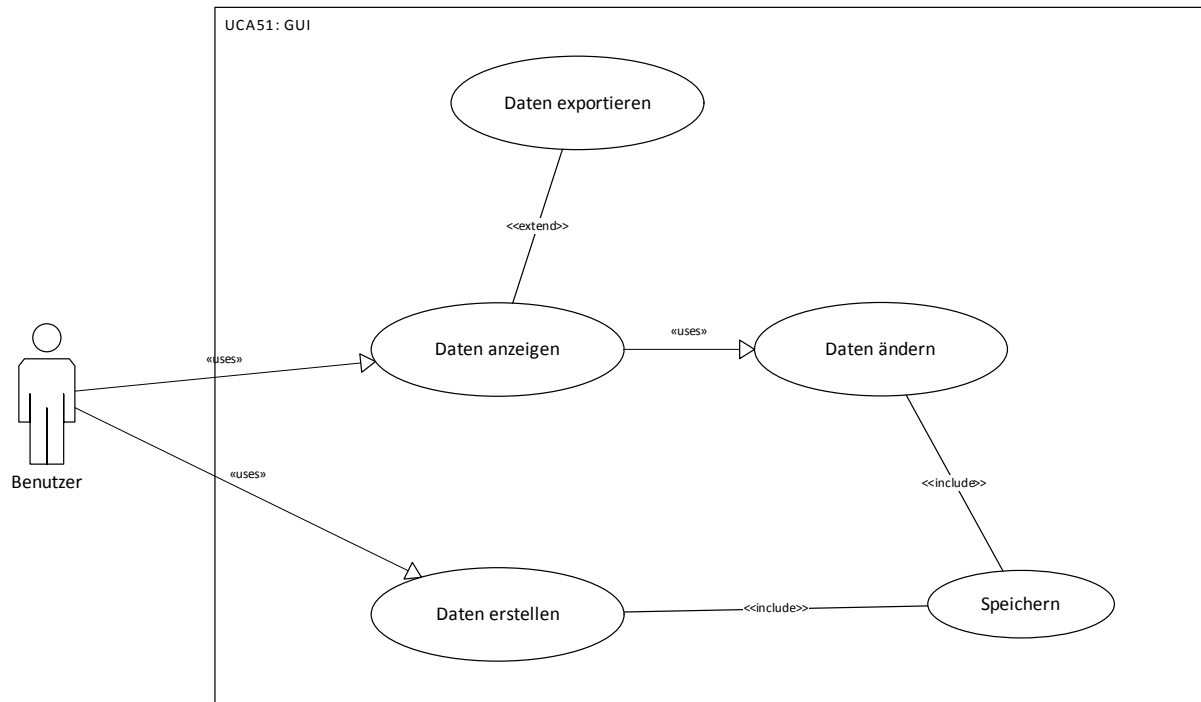 UCA51: GUI
Daten exportieren
<<extend>>
Daten anzeigen
«uses»
Daten ändern
«uses»
Benutzer
«uses»
<<include>>
Daten erstellen
<<include>>
Speichern